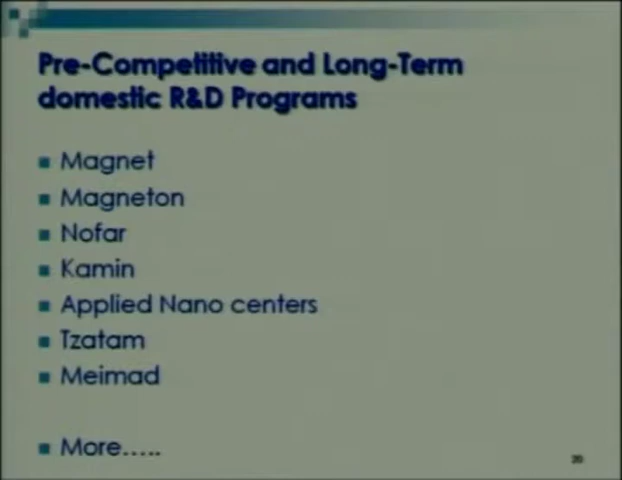 Pre-Competitive and Long-Term
domestic R&D Programs
Magnet
Magneton
Nofar
Kamin
Applied Nano centers
Tzatam
Meimad
More.....